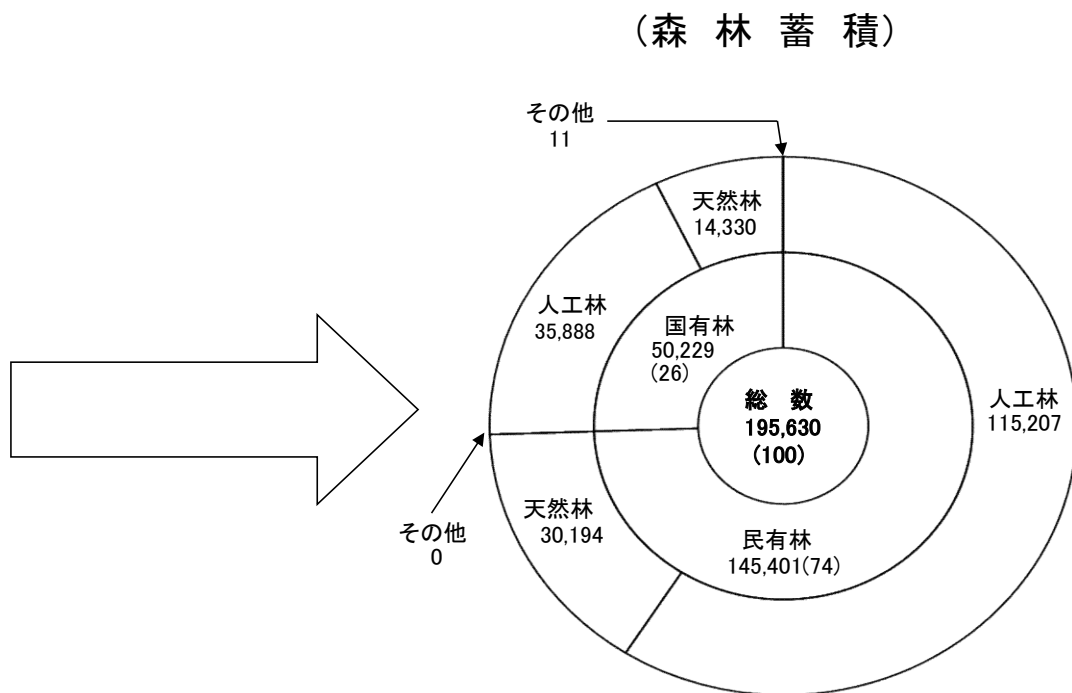 (森 林 蓄 積)
その他
11
天然林
14,330
人工林
35,888
国有林
50,229
(26)
総 数
195,630
(100)
人工林
115,207
天然林
30,194
その他
0
民有林
145,401(74)